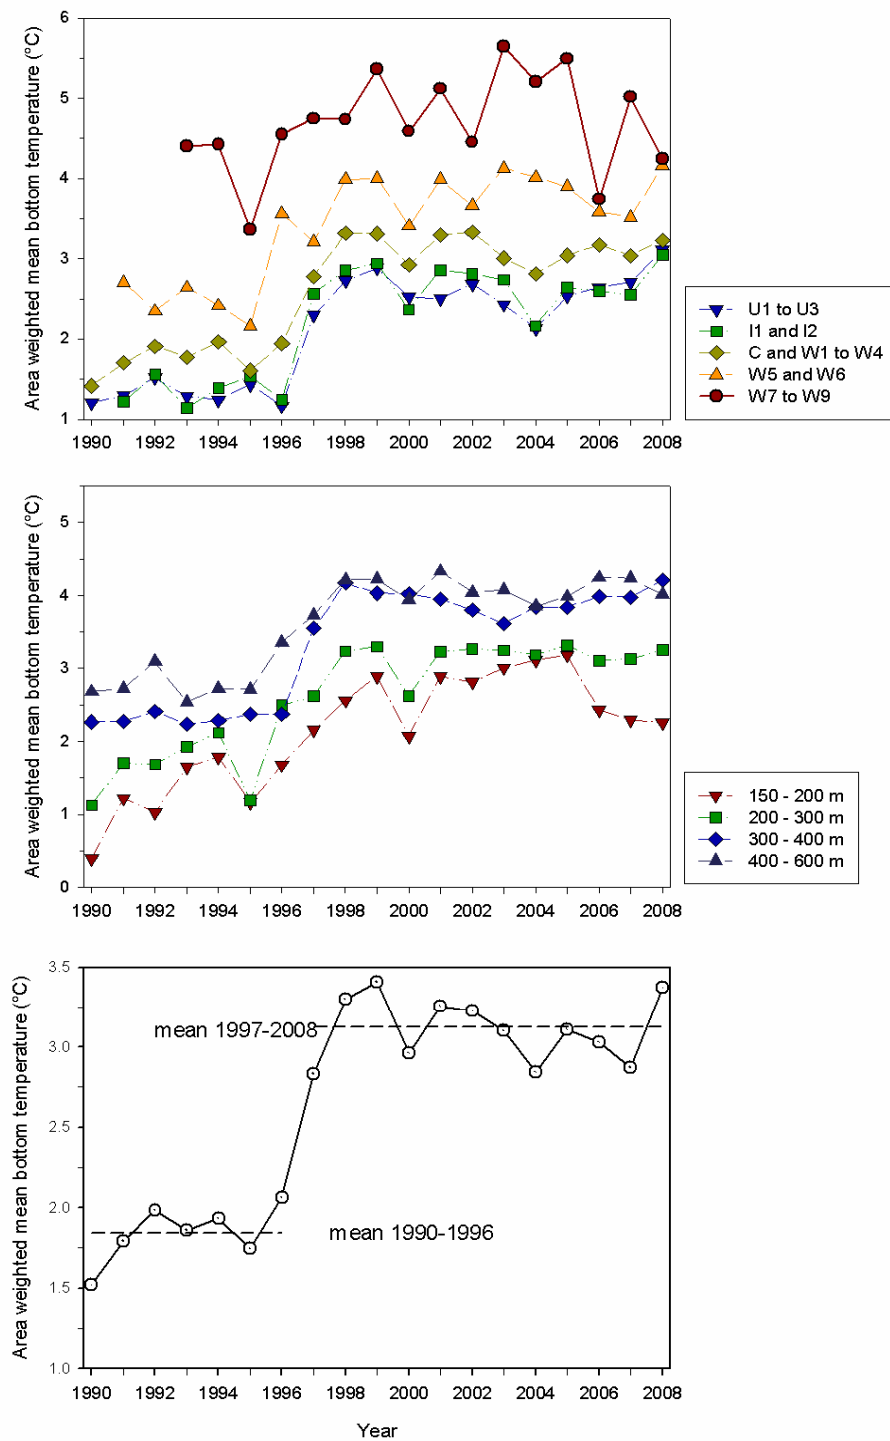 Area weighted mean bottom temperature (°C)
6
5
4
3
2
1
1990 1992 1994 1996 1998 2000 2002 2004 2006 2008
U1 to U3
I1 and I2
C and W1 to W4
W5 and W6
W7 to W9
Area weighted mean bottom temperature (°C)
5
4
3
2
1
0
1990 1992 1994 1996 1998 2000 2002 2004 2006 2008
150 - 200 m
200 - 300 m
300 - 400 m
400 - 600 m
Area weighted mean bottom temperature (°C)
3.5
mean 1997-2008
3.0
2.5
2.0
mean 1990-1996
1.5
1.0
1990 1992 1994 1996 1998 2000 2002 2004 2006 2008
Year